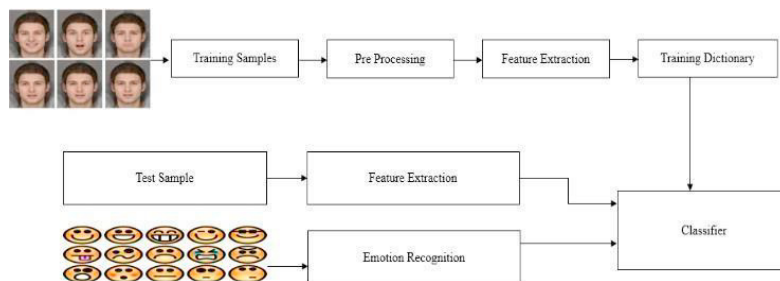 Training Samples
Pre Processing
Feature Extraction
Training Dictionary
Test Sample
Feature Extraction
Classifier
Emotion Recognition